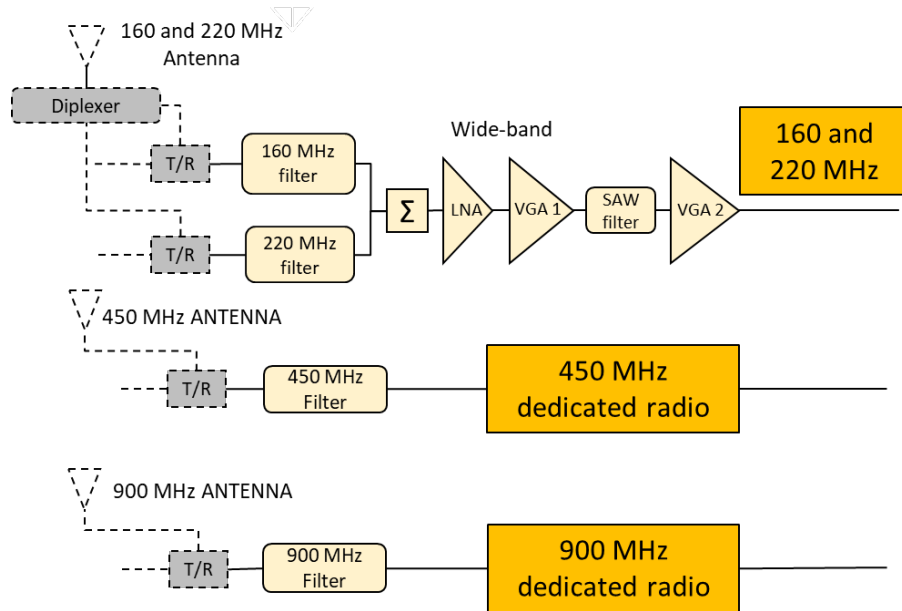 160 and 220 MHz
Antenna
Diplexer
Wide-band
160 and
220 MHz
T/R
160 MHz
filter
Σ
LNA
VGA 1
SAW
filter
VGA 2
T/R
220 MHz
filter
450 MHz ANTENNA
T/R
450 MHz
Filter
450 MHz
dedicated radio
900 MHz ANTENNA
T/R
900 MHz
Filter
900 MHz
dedicated radio